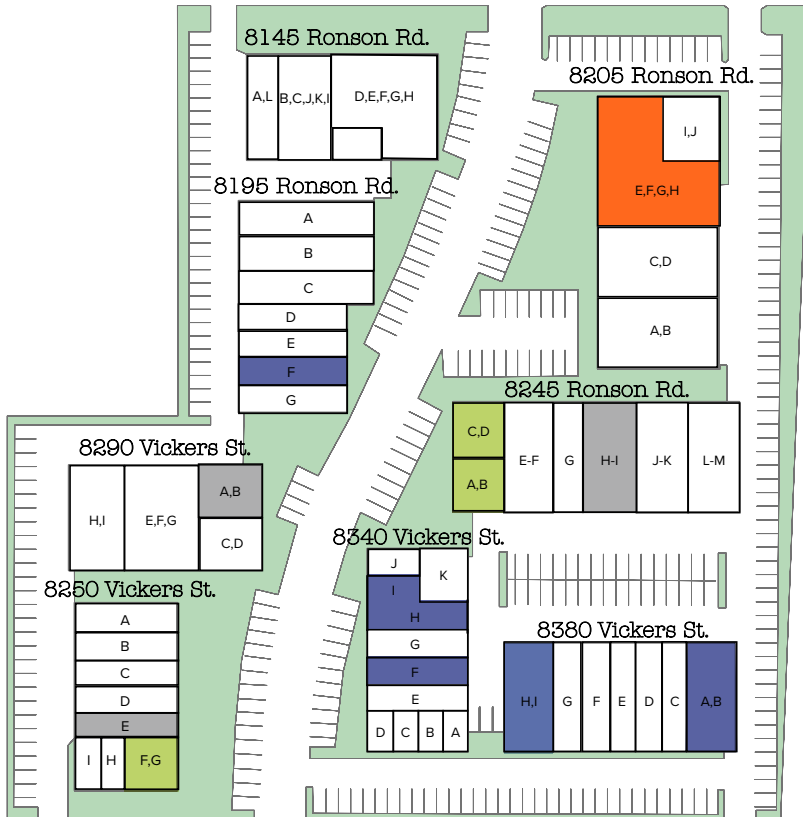 8145 Ronson Rd.
A,L
B,C,J,K,I
D,E,F,G,H
8205 Ronson Rd.
I,J
E,F,G,H
C,D
A,B
8195 Ronson Rd.
A
B
C
D
E
F
G
8245 Ronson Rd.
C,D
A,B
E-F
G
H-I
J-K
L-M
8290 Vickers St.
H,I
E,F,G
A,B
C,D
8340 Vickers St.
J
K
I
H
G
F
E
D
C
B
A
8250 Vickers St.
A
B
C
D
E
I
H
F,G
8380 Vickers St.
H,I
G
F
E
D
C
A,B